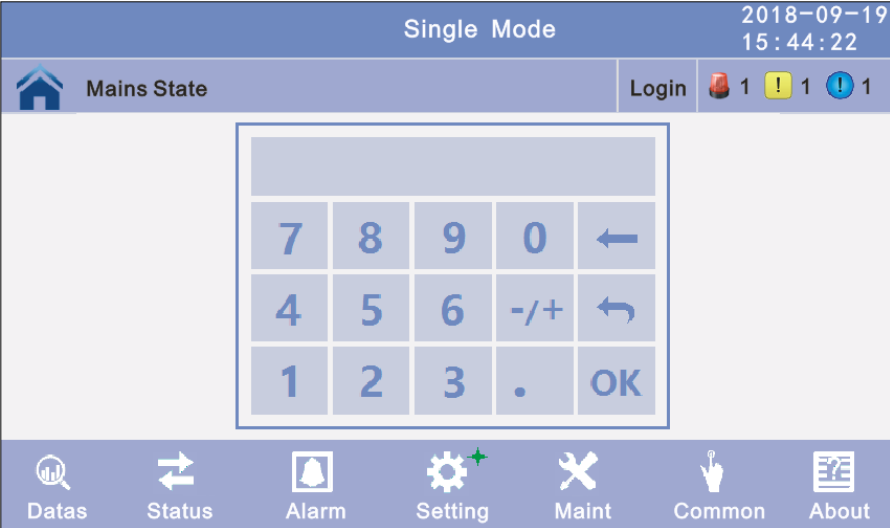 Single Mode
2018-09-19
15:44:22
Mains State
Login
1
! 1
! 1
7 8 9 0
4 5 6 -/+
1 2 3 . OK
Datas Status Alarm Setting Maint Common About